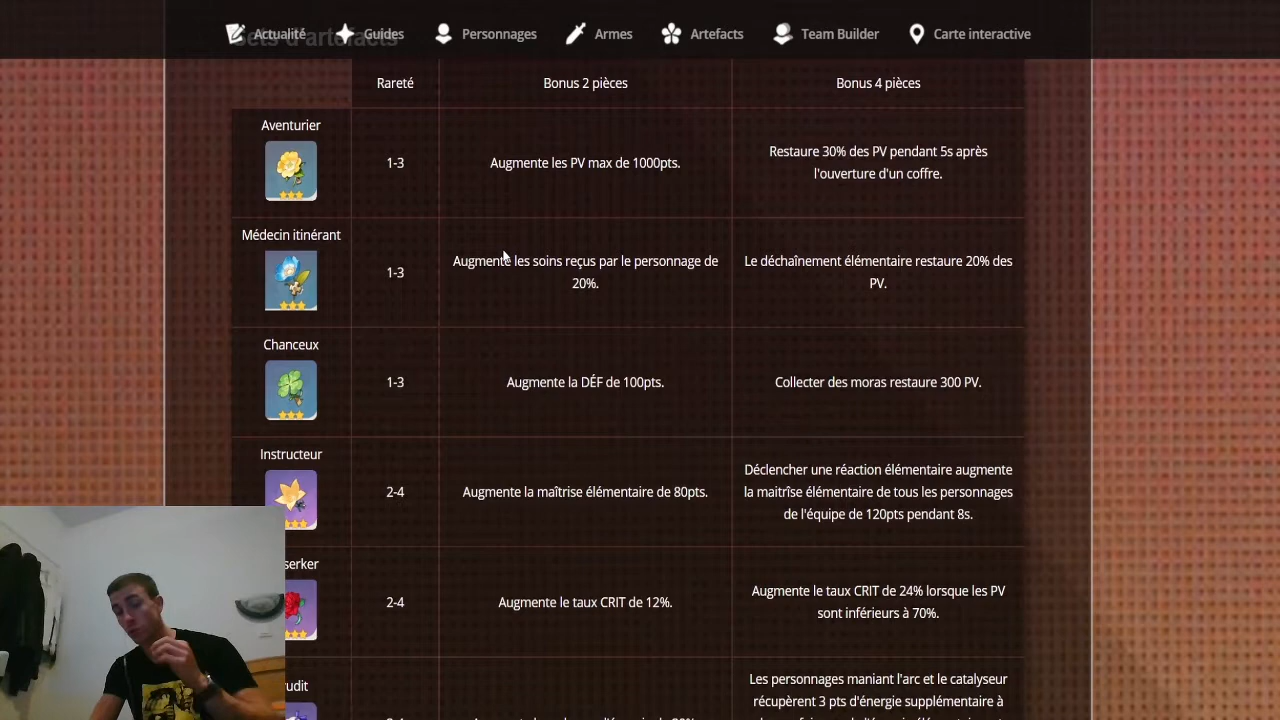 Sets d'artefacts
Actualité
Guides
Personnages
Armes
Artefacts
Team Builder
Carte interactive
Rareté
Bonus 2 pièces
Bonus 4 pièces
Aventurier
1-3
Augmente les PV max de 1000pts.
Restaure 30% des PV pendant 5s après
l'ouverture d'un coffre.
Médecin itinérant
1-3
Augmente les soins reçus par le personnage de
20%.
Le déchaînement élémentaire restaure 20% des
PV.
Chanceux
1-3
Augmente la DÉF de 100pts.
Collecter des moras restaure 300 PV.
Instructeur
2-4
Augmente la maîtrise élémentaire de 80pts.
Déclencher une réaction élémentaire augmente
la maitrîse élémentaire de tous les personnages
de l'équipe de 120pts pendant 8s.
serker
2-4
Augmente le taux CRIT de 12%.
Augmente le taux CRIT de 24% lorsque les PV
sont inférieurs à 70%.
rudit
Les personnages maniant l'arc et le catalyseur
récupèrent 3 pts d'énergie supplémentaire à